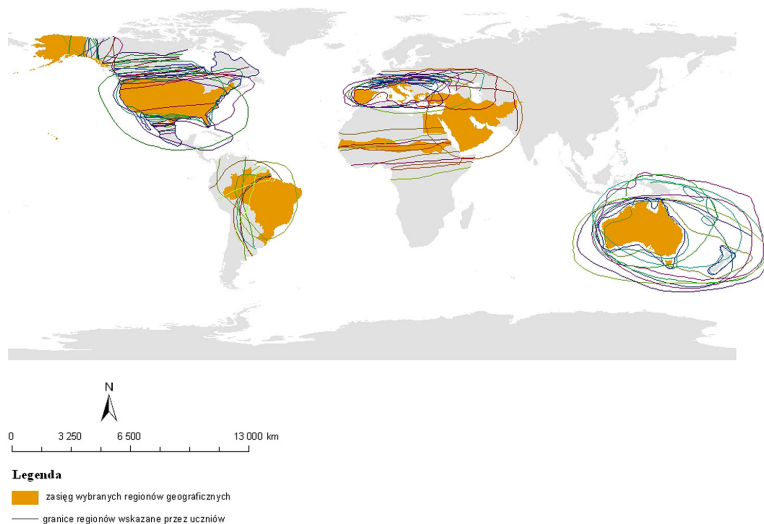 N
0 3 250 6 500 13 000 km
Legenda
zasięg wybranych regionów geograficznych
granice regionów wskazane przez uczniów